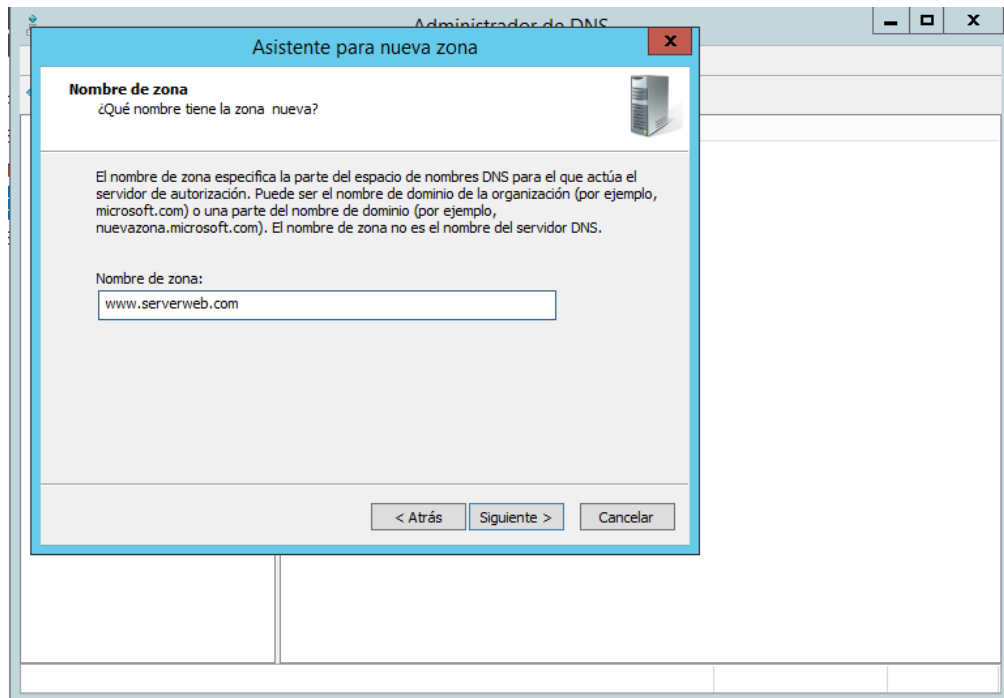 Administrador de DNS
Asistente para nueva zona
Nombre de zona
¿Qué nombre tiene la zona nueva?
El nombre de zona especifica la parte del espacio de nombres DNS para el que actúa el
servidor de autorización. Puede ser el nombre de dominio de la organización (por ejemplo,
microsoft.com) o una parte del nombre de dominio (por ejemplo,
nuevazona.microsoft.com). El nombre de zona no es el nombre del servidor DNS.
Nombre de zona:
www.serverweb.com
< Atrás
Siguiente >
Cancelar